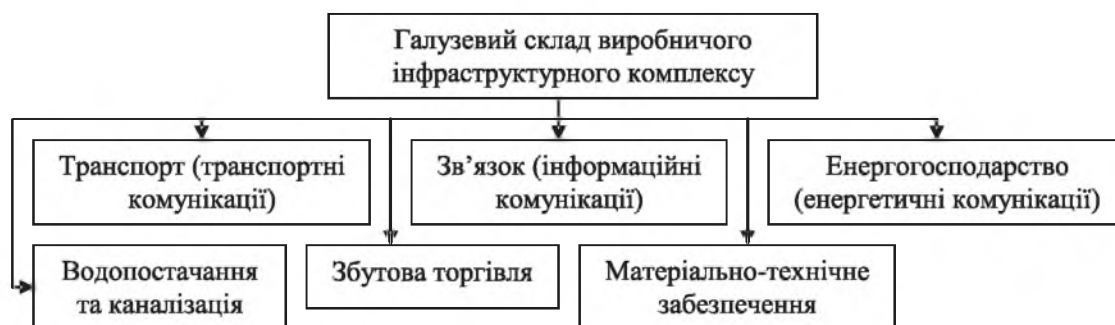 Галузевий склад виробничого
інфраструктурного комплексу
Транспорт (транспортні
комунікації)
Зв’язок (інформаційні
комунікації)
Енергогосподарство
(енергетичні комунікації)
Водопостачання
та каналізація
Збутова торгівля
Матеріально-технічне
забезпечення